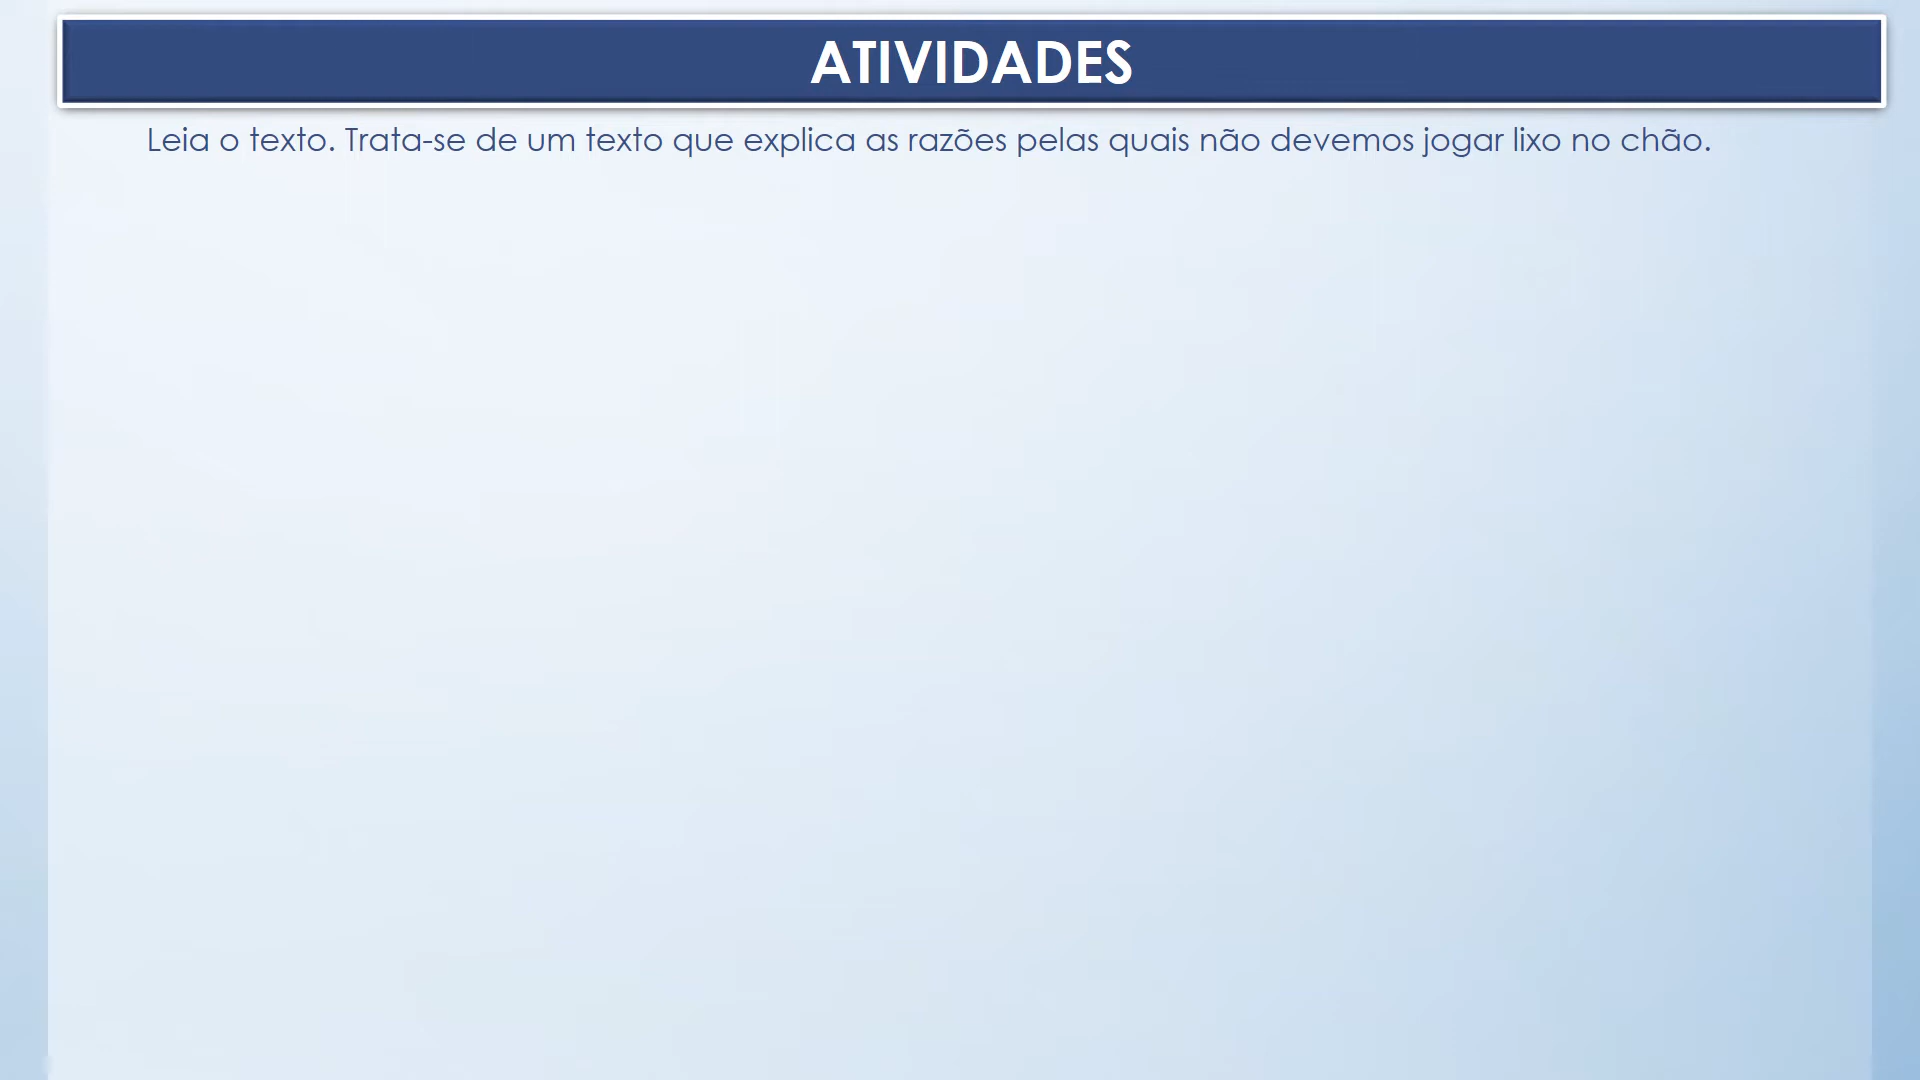 ATIVIDADES
Leia o texto. Trata-se de um texto que explica as razões pelas quais não devemos jogar lixo no chão.